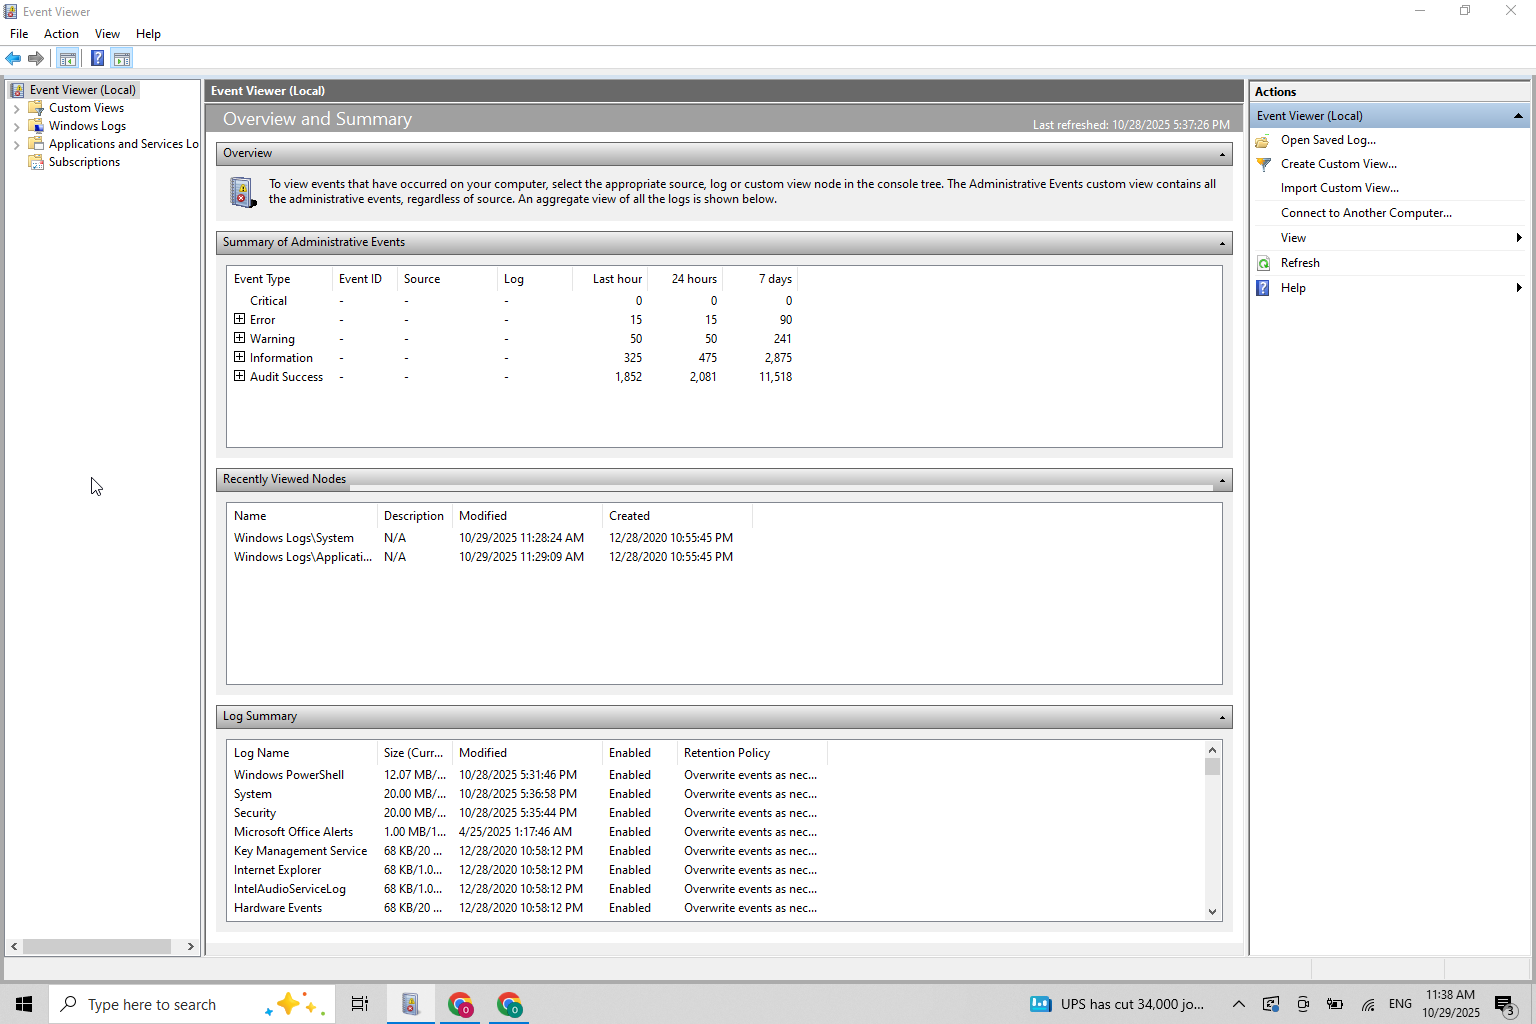 Event Viewer
File Action View Help
Event Viewer (Local)
Custom Views
Windows Logs
Applications and Services Lo
Subscriptions
Event Viewer (Local)
Overview and Summary
Last refreshed: 10/28/2025 5:37:26 PM
Overview
To view events that have occurred on your computer, select the appropriate source, log or custom view node in the console tree. The Administrative Events custom view contains all
the administrative events, regardless of source. An aggregate view of all the logs is shown below.
Summary of Administrative Events
Event Type Event ID Source Log Last hour 24 hours 7 days
Critical - - - 0 0 0
Error - - - 15 15 90
Warning - - - 50 50 241
Information - - - 325 475 2,875
Audit Success - - - 1,852 2,081 11,518
Recently Viewed Nodes
Name Description Modified Created
Windows Logs\System N/A 10/29/2025 11:28:24 AM 12/28/2020 10:55:45 PM
Windows Logs\Applicati... N/A 10/29/2025 11:29:09 AM 12/28/2020 10:55:45 PM
Log Summary
Log Name Size (Curr... Modified Enabled Retention Policy
Windows PowerShell 12.07 MB/... 10/28/2025 5:31:46 PM Enabled Overwrite events as nec...
System 20.00 MB/... 10/28/2025 5:36:58 PM Enabled Overwrite events as nec...
Security 20.00 MB/... 10/28/2025 5:35:44 PM Enabled Overwrite events as nec...
Microsoft Office Alerts 1.00 MB/1... 4/25/2025 1:17:46 AM Enabled Overwrite events as nec...
Key Management Service 68 KB/20 ... 12/28/2020 10:58:12 PM Enabled Overwrite events as nec...
Internet Explorer 68 KB/1.0... 12/28/2020 10:58:12 PM Enabled Overwrite events as nec...
IntelAudioServiceLog 68 KB/1.0... 12/28/2020 10:58:12 PM Enabled Overwrite events as nec...
Hardware Events 68 KB/20 ... 12/28/2020 10:58:12 PM Enabled Overwrite events as nec...
Actions
Event Viewer (Local)
Open Saved Log...
Create Custom View...
Import Custom View...
Connect to Another Computer...
View
Refresh
Help
Type here to search
UPS has cut 34,000 jo...
ENG
11:38 AM
10/29/2025
3